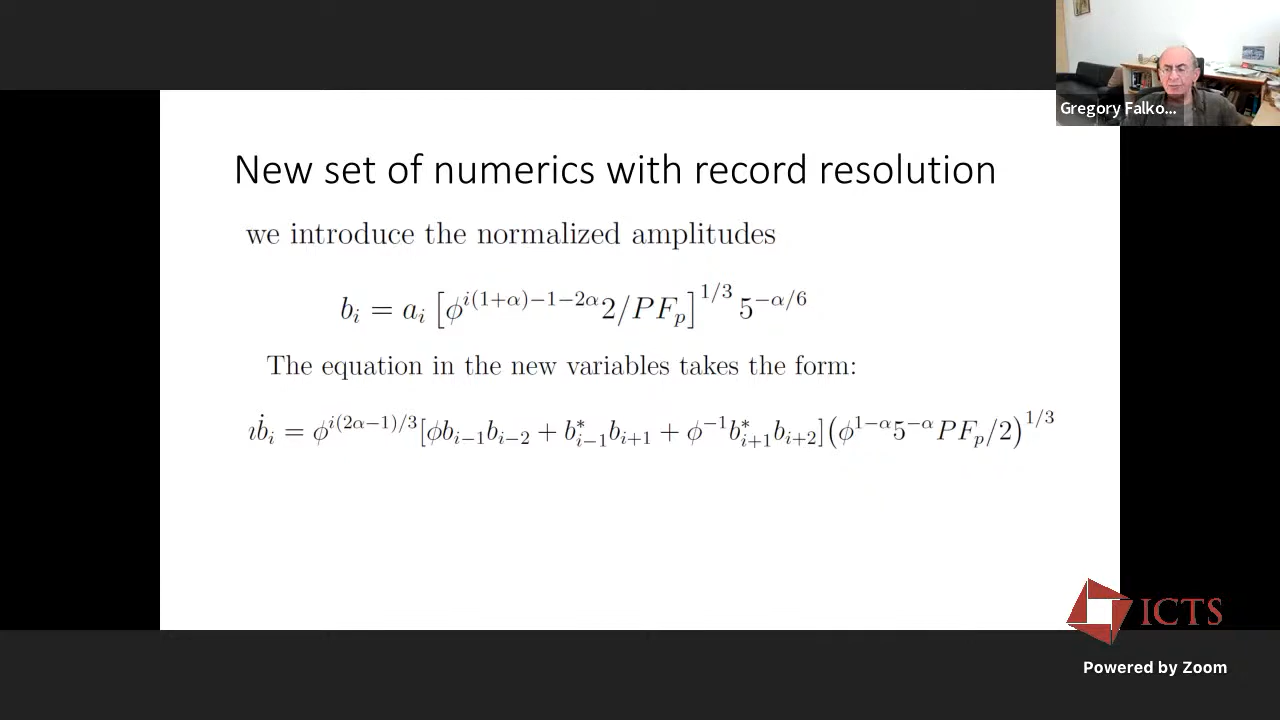 Gregory Falko...
New set of numerics with record resolution
we introduce the normalized amplitudes
b_i = a_i [ϕ^{i(1+α)−1−2α} 2/PF_p]^{1/3} 5^{−α/6}
The equation in the new variables takes the form:
ıḃ_i = ϕ^{i(2α−1)/3}[ϕb_{i−1}b_{i−2} + b^*_{i−1}b_{i+1} + ϕ^{−1}b^*_{i+1}b_{i+2}](ϕ^{1−α}5^{−α}PF_p/2)^{1/3}
ICTS
Powered by Zoom